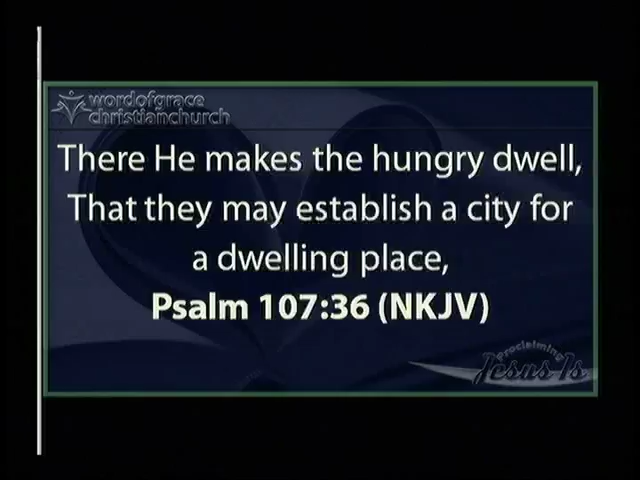 wordofgrace
christianchurch
There He makes the hungry dwell,
That they may establish a city for
a dwelling place,
Psalm 107:36 (NKJV)
proclaiming
Jesus Is